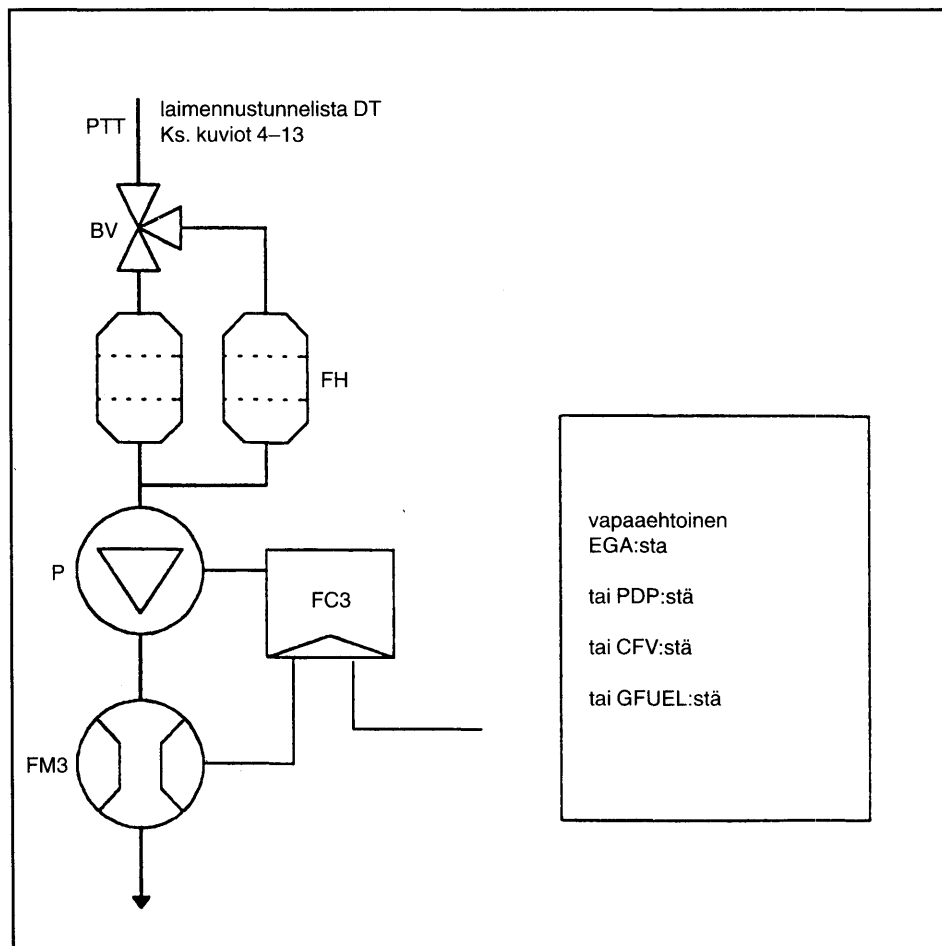 laimennustunnelista DT
PTT
Ks. kuviot 4–13
BV
FH
vapaaehtoinen
EGA:sta
P
FC3
tai PDP:stä
tai CFV:stä
tai GFUEL:stä
FM3